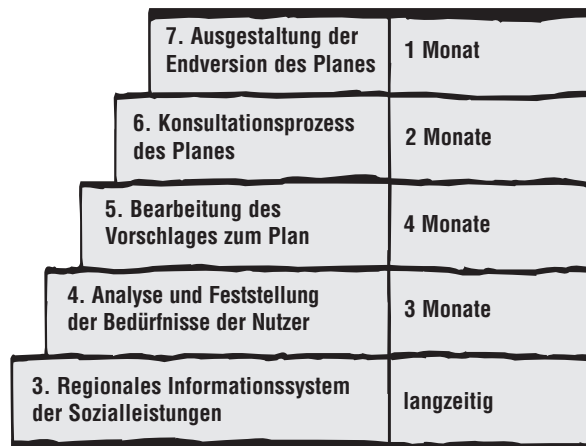 7. Ausgestaltung der
Endversion des Planes
1 Monat
6. Konsultationsprozess
des Planes
2 Monate
5. Bearbeitung des
Vorschlages zum Plan
4 Monate
4. Analyse und Feststellung
der Bedürfnisse der Nutzer
3 Monate
3. Regionales Informationssystem
der Sozialleistungen
langzeitig